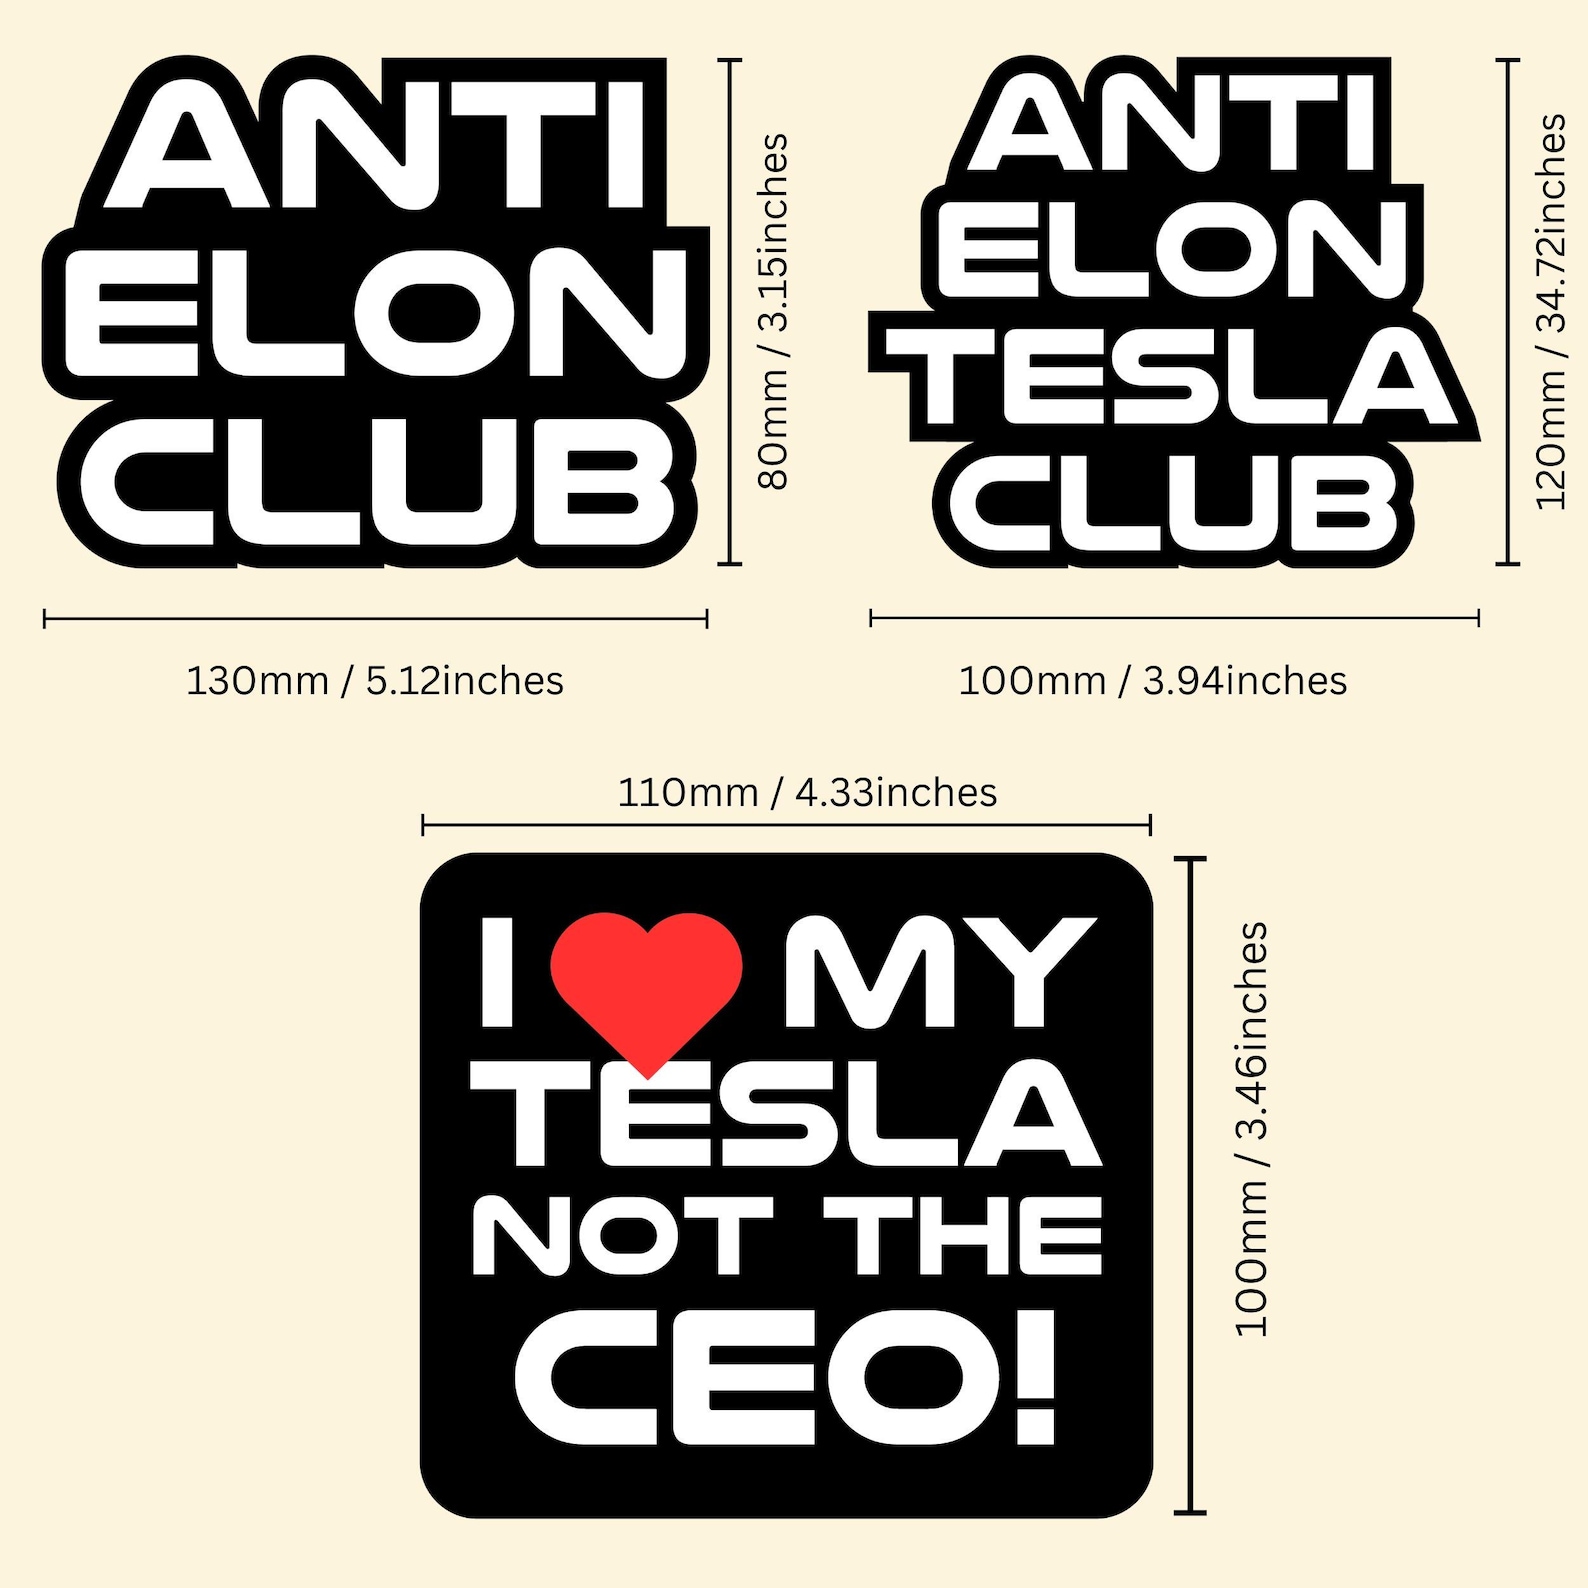 ANTI
ELON
CLUB
80mm / 3.15inches
130mm / 5.12inches
ANTI
ELON
TESLA
CLUB
120mm / 34.72inches
100mm / 3.94inches
110mm / 4.33inches
I MY
TESLA
NOT THE
CEO!
100mm / 3.46inches